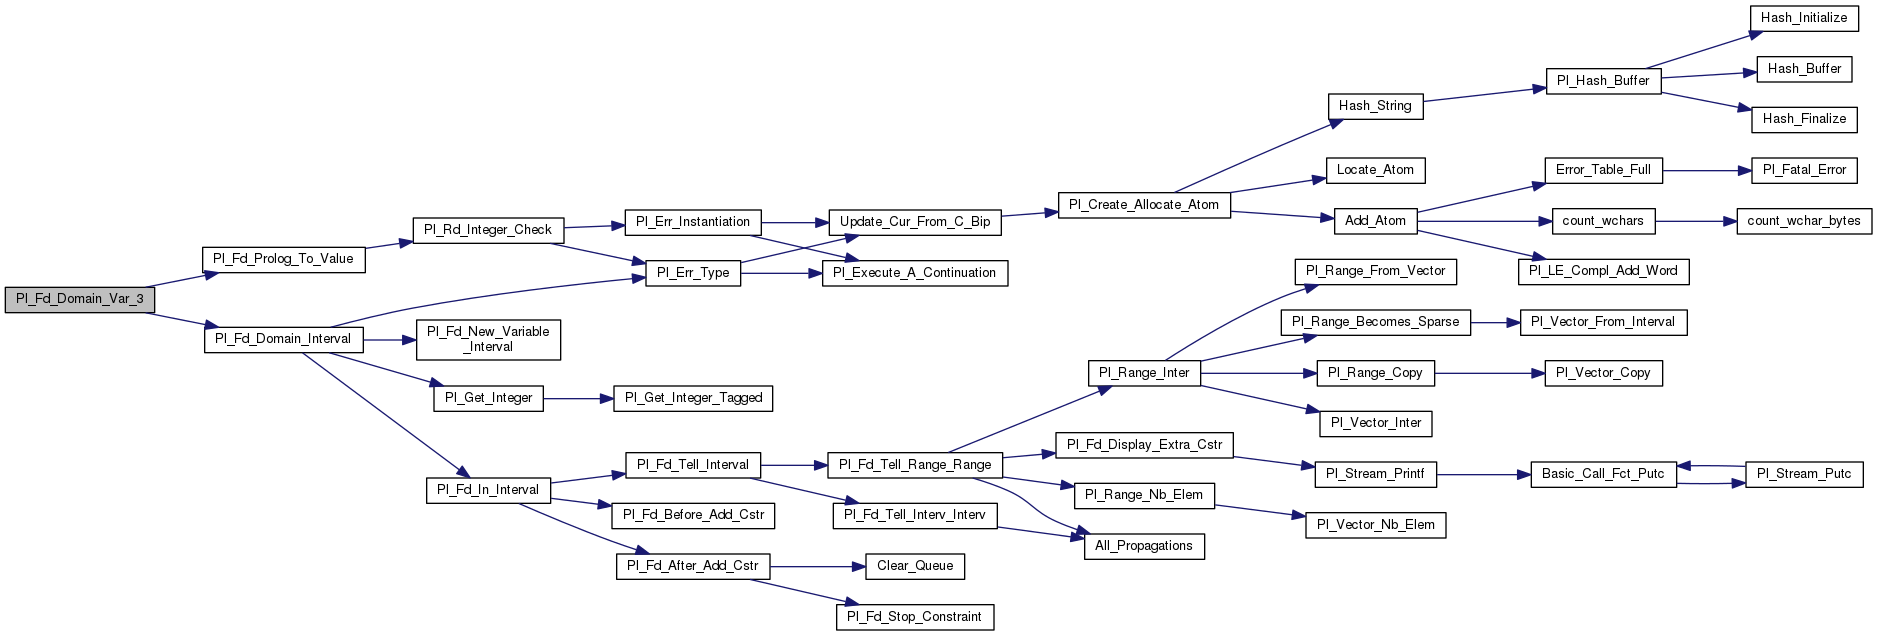 Pl_Fd_Domain_Var_3
Pl_Fd_Prolog_To_Value
Pl_Fd_Domain_Interval
Pl_Rd_Integer_Check
Pl_Fd_New_Variable
_Interval
Pl_Get_Integer
Pl_Fd_In_Interval
Pl_Err_Instantiation
Pl_Err_Type
Pl_Get_Integer_Tagged
Pl_Fd_Tell_Interval
Pl_Fd_Before_Add_Cstr
Pl_Fd_After_Add_Cstr
Update_Cur_From_C_Bip
Pl_Execute_A_Continuation
Pl_Fd_Tell_Range_Range
Pl_Fd_Tell_Interv_Interv
Clear_Queue
Pl_Fd_Stop_Constraint
Pl_Create_Allocate_Atom
Pl_Range_Inter
Pl_Fd_Display_Extra_Cstr
Pl_Range_Nb_Elem
All_Propagations
Hash_String
Locate_Atom
Add_Atom
Pl_Range_From_Vector
Pl_Range_Becomes_Sparse
Pl_Range_Copy
Pl_Vector_Inter
Pl_Stream_Printf
Pl_Vector_Nb_Elem
Pl_Hash_Buffer
Error_Table_Full
count_wchars
Pl_LE_Compl_Add_Word
Pl_Vector_From_Interval
Pl_Vector_Copy
Basic_Call_Fct_Putc
Hash_Initialize
Hash_Buffer
Hash_Finalize
Pl_Fatal_Error
count_wchar_bytes
Pl_Stream_Putc